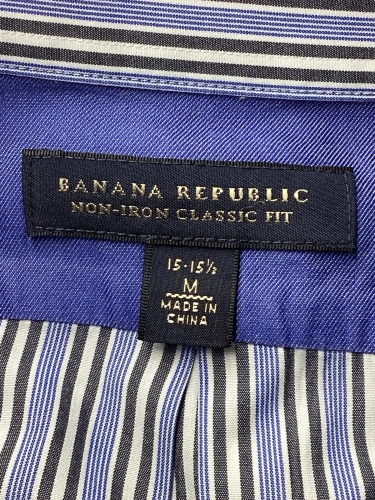 BANANA REPUBLIC
NON-IRON CLASSIC FIT
15-15½
M
MADE IN
CHINA